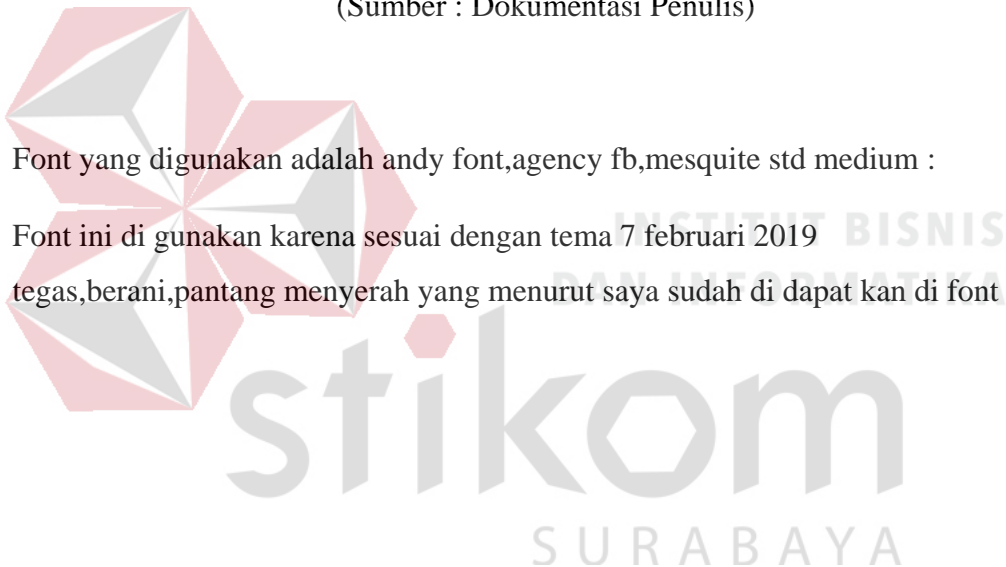 (Sumber : Dokumentasi Penulis)
Font yang digunakan adalah andy font,agency fb,mesquite std medium :
Font ini di gunakan karena sesuai dengan tema 7 februari 2019
tegas,berani,pantang menyerah yang menurut saya sudah di dapat kan di font
INSTITUT BISNIS
DAN INFORMATIKA
stikom
SURABAYA